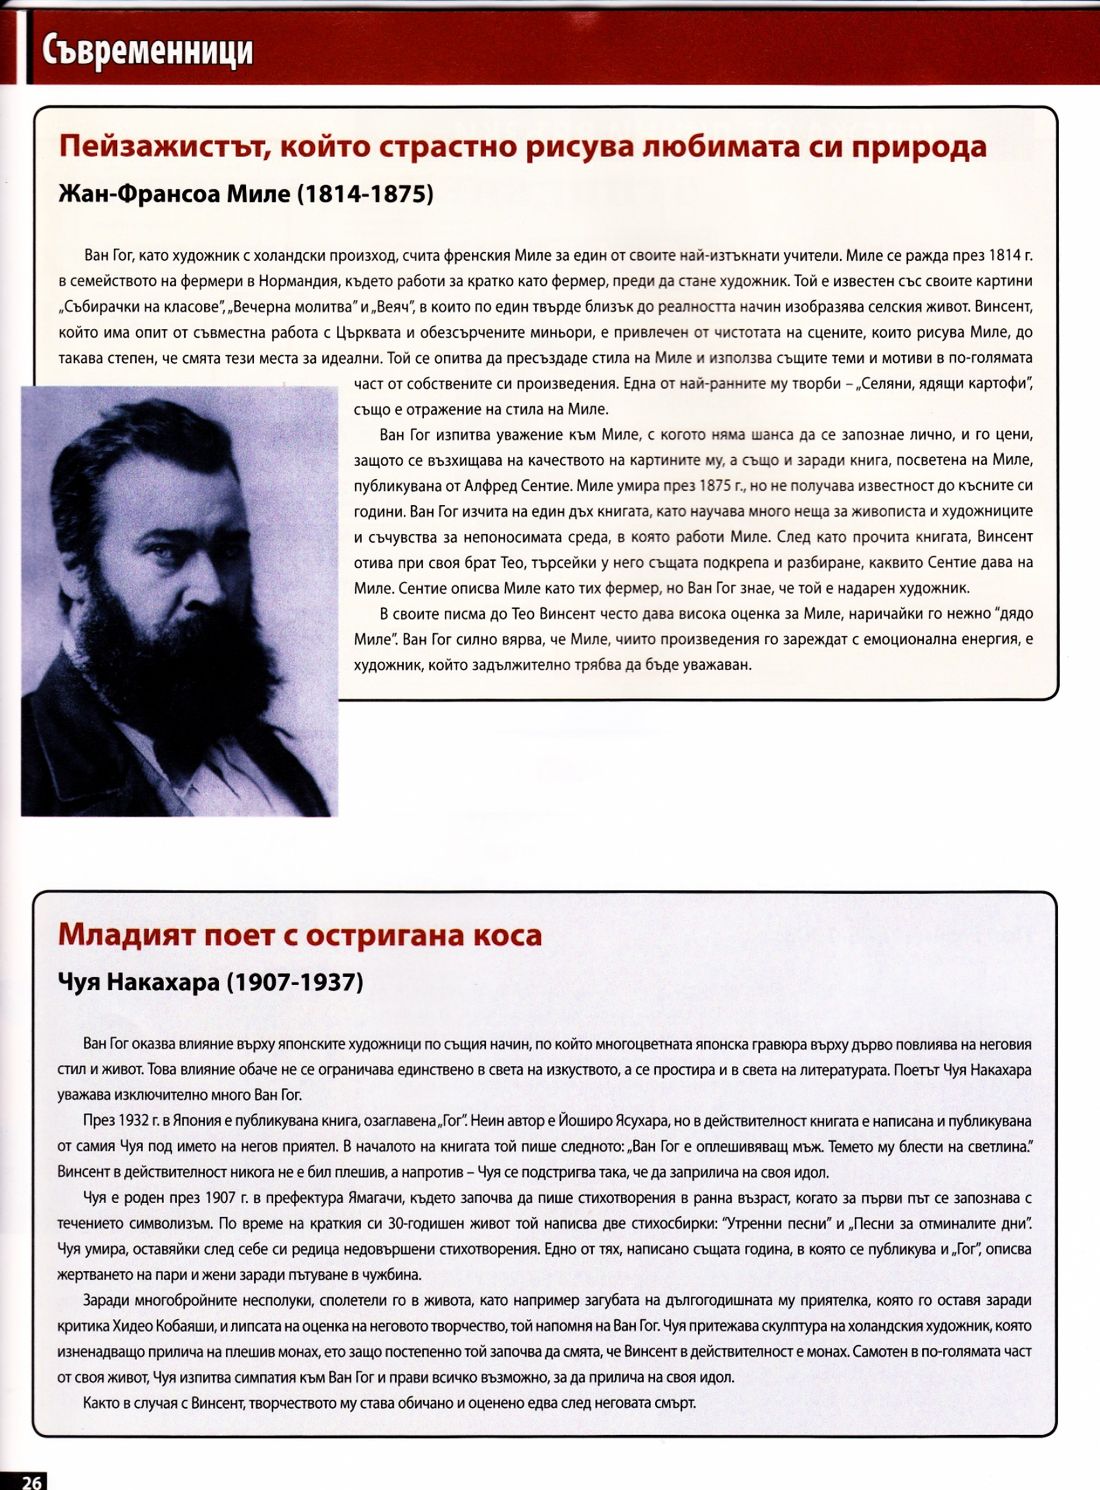 Съвременници
Пейзажистът, който страстно рисува любимата си природа
Жан-Франсоа Миле (1814-1875)
Ван Гог, като художник с холандски произход, счита френския Миле за един от своите най-изтъкнати учители. Миле се ражда през 1814 г.
в семейството на фермери в Нормандия, където работи за кратко като фермер, преди да стане художник. Той е известен със своите картини
„Събирачки на класове”, „Вечерна молитва” и „Веяч”, в които по един твърде близък до реалността начин изобразява селския живот. Винсент,
който има опит от съвместна работа с Църквата и обезсърчените миньори, е привлечен от чистотата на сцените, които рисува Миле, до
такава степен, че смята тези места за идеални. Той се опитва да пресъздаде стила на Миле и използва същите теми и мотиви в по-голямата
част от собствените си произведения. Една от най-ранните му творби – „Селяни, ядящи картофи”,
също е отражение на стила на Миле.
Ван Гог изпитва уважение към Миле, с когото няма шанса да се запознае лично, и го цени,
защото се възхищава на качеството на картините му, а също и заради книга, посветена на Миле,
публикувана от Алфред Сентие. Миле умира през 1875 г., но не получава известност до късните си
години. Ван Гог изчита на един дъх книгата, като научава много неща за живописта и художниците
и съчувства за непоносимата среда, в която работи Миле. След като прочита книгата, Винсент
отива при своя брат Тео, търсейки у него същата подкрепа и разбиране, каквито Сентие дава на
Миле. Сентие описва Миле като тих фермер, но Ван Гог знае, че той е надарен художник.
В своите писма до Тео Винсент често дава висока оценка за Миле, наричайки го нежно “дядо
Миле”. Ван Гог силно вярва, че Миле, чиито произведения го зареждат с емоционална енергия, е
художник, който задължително трябва да бъде уважаван.
Младият поет с остригана коса
Чуя Накахара (1907-1937)
Ван Гог оказва влияние върху японските художници по същия начин, по който многоцветната японска гравюра върху дърво повлиява на неговия
стил и живот. Това влияние обаче не се ограничава единствено в света на изкуството, а се простира и в света на литературата. Поетът Чуя Накахара
уважава изключително много Ван Гог.
През 1932 г. в Япония е публикувана книга, озаглавена „Гог”. Неин автор е Йоширо Ясухара, но в действителност книгата е написана и публикувана
от самия Чуя под името на негов приятел. В началото на книгата той пише следното: „Ван Гог е оплешивяващ мъж. Темето му блести на светлина.”
Винсент в действителност никога не е бил плешив, а напротив – Чуя се подстригва така, че да заприлича на своя идол.
Чуя е роден през 1907 г. в префектура Ямагачи, където започва да пише стихотворения в ранна възраст, когато за първи път се запознава с
течението символизъм. По време на краткия си 30-годишен живот той написва две стихосбирки: “Утренни песни” и „Песни за отминалите дни”.
Чуя умира, оставяйки след себе си редица недовършени стихотворения. Едно от тях, написано същата година, в която се публикува и „Гог”, описва
жертването на пари и жени заради пътуване в чужбина.
Заради многобройните несполуки, сполетели го в живота, като например загубата на дългогодишната му приятелка, която го оставя заради
критика Хидео Кобаяши, и липсата на оценка на неговото творчество, той напомня на Ван Гог. Чуя притежава скулптура на холандския художник, която
изненадващо прилича на плешив монах, ето защо постепенно той започва да смята, че Винсент в действителност е монах. Самотен в по-голямата част
от своя живот, Чуя изпитва симпатия към Ван Гог и прави всичко възможно, за да прилича на своя идол.
Както в случая с Винсент, творчеството му става обичано и оценено едва след неговата смърт.
26